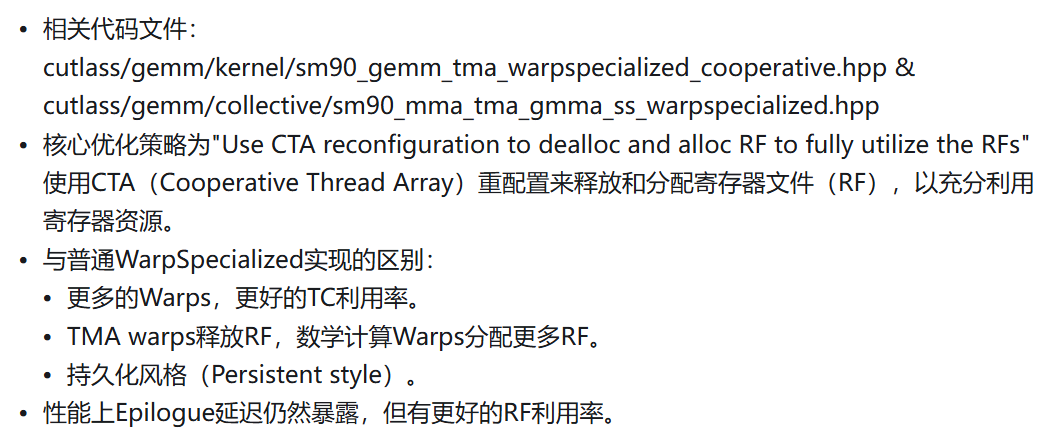 • 相关代码文件：
cutlass/gemm/kernel/sm90_gemm_tma_warpspecialized_cooperative.hpp &
cutlass/gemm/collective/sm90_mma_tma_gmma_ss_warpspecialized.hpp
• 核心优化策略为"Use CTA reconfiguration to dealloc and alloc RF to fully utilize the RFs"
使用CTA（Cooperative Thread Array）重配置来释放和分配寄存器文件（RF），以充分利用
寄存器资源。
• 与普通WarpSpecialized实现的区别：
• 更多的Warps，更好的TC利用率。
• TMA warps释放RF，数学计算Warps分配更多RF。
• 持久化风格（Persistent style）。
• 性能上Epilogue延迟仍然暴露，但有更好的RF利用率。